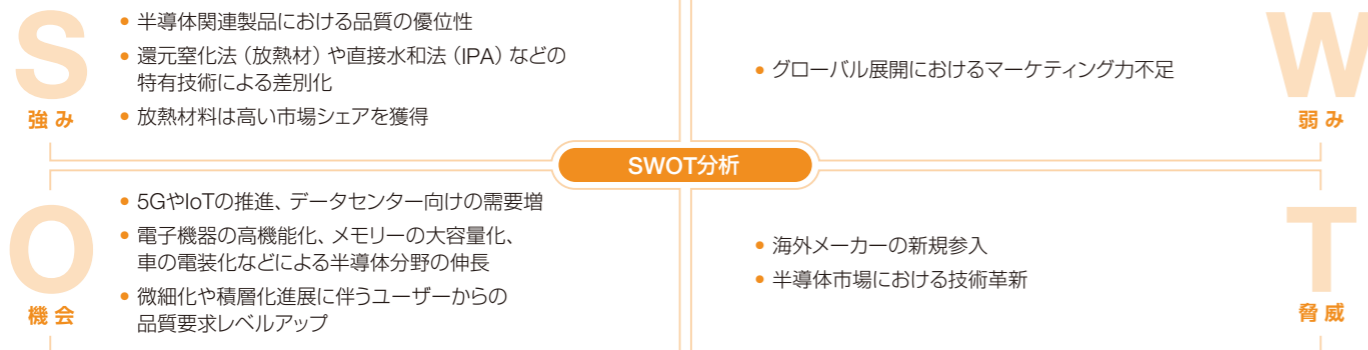 S
強み
• 半導体関連製品における品質の優位性
• 還元窒化法（放熱材）や直接水和法（IPA）などの
特有技術による差別化
• 放熱材料は高い市場シェアを獲得
W
弱み
• グローバル展開におけるマーケティング力不足
SWOT分析
O
機会
• 5GやIoTの推進、データセンター向けの需要増
• 電子機器の高機能化、メモリーの大容量化、
車の電装化などによる半導体分野の伸長
• 微細化や積層化進展に伴うユーザーからの
品質要求レベルアップ
T
脅威
• 海外メーカーの新規参入
• 半導体市場における技術革新